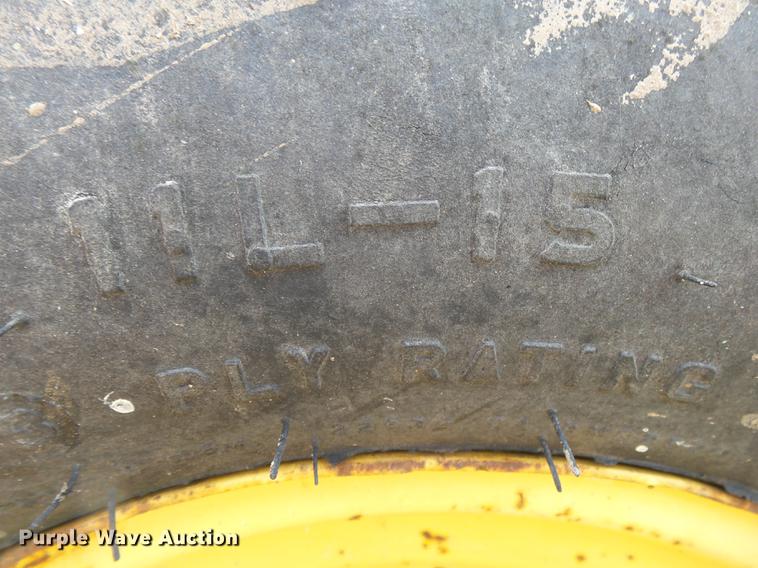 11L-15
PLY RATING
Purple Wave Auction